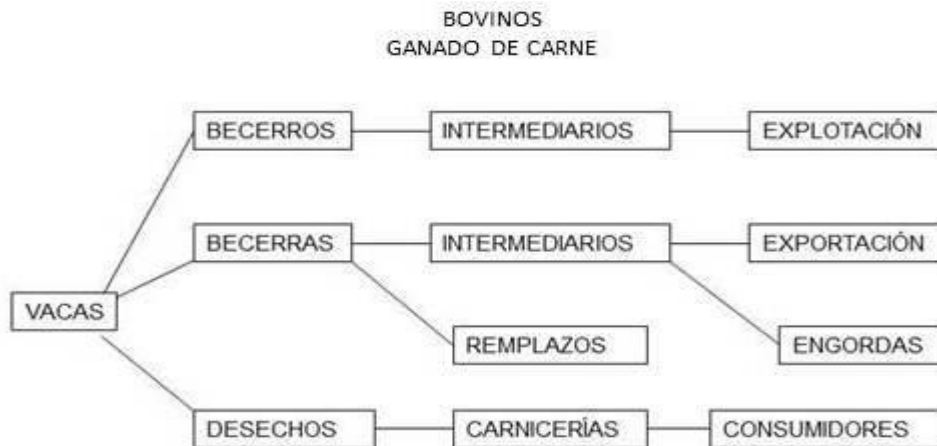 BOVINOS
GANADO DE CARNE
BECERROS INTERMEDIARIOS EXPLOTACIÓN
BECERRAS INTERMEDIARIOS EXPORTACIÓN
VACAS
REMPLAZOS ENGORDAS
DESECHOS CARNICERÍAS CONSUMIDORES